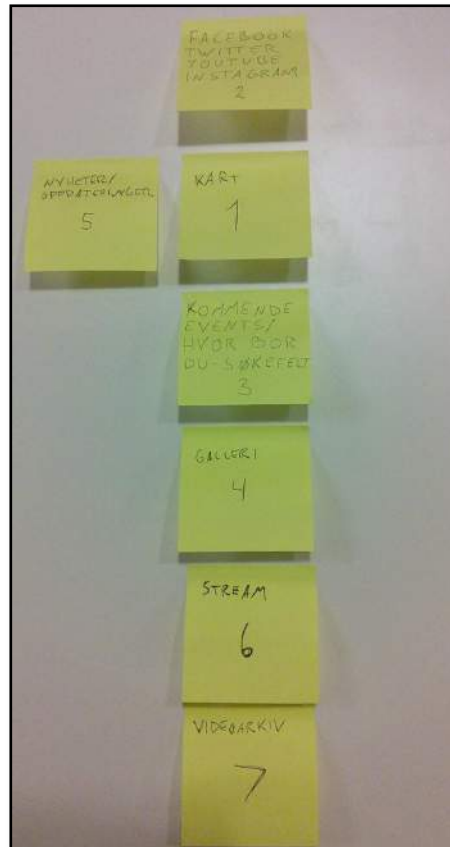 FACEBOOK
TWITTER
YOUTUBE
INSTAGRAM
2
NYHETER/
OPPDATERINGER
5
KART
1
KOMMENDE
EVENTS/
HVOR BOR
DU-SØKEFELT
3
GALLERI
4
STREAM
6
VIDEOARKIV
7